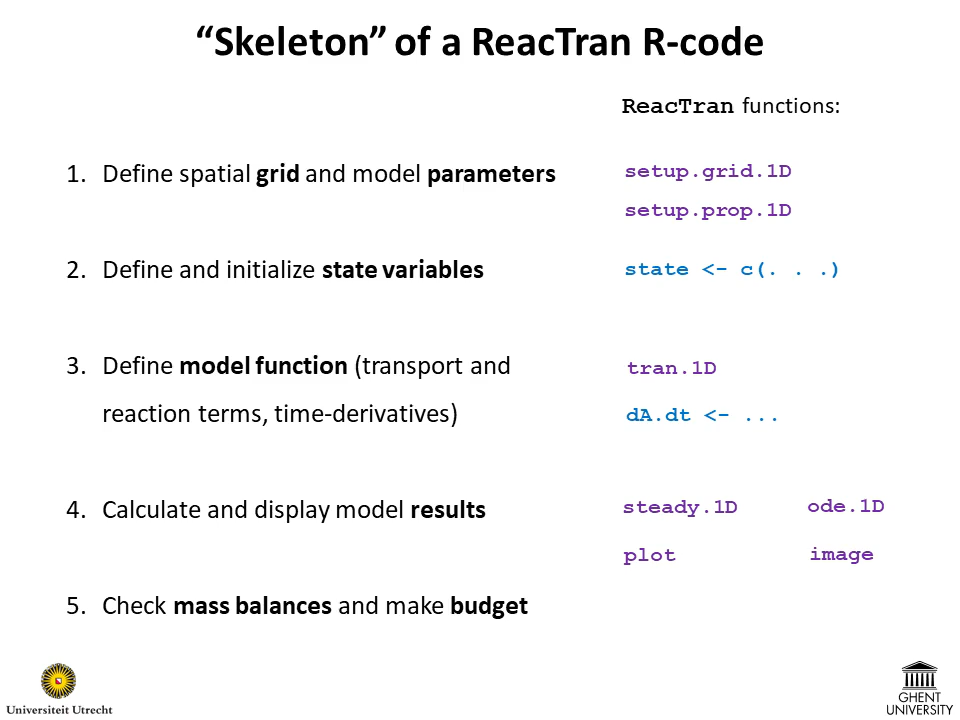 “Skeleton” of a ReacTran R-code
ReacTran functions:
1. Define spatial grid and model parameters
setup.grid.1D
setup.prop.1D
2. Define and initialize state variables
state <- c(. . .)
3. Define model function (transport and
reaction terms, time-derivatives)
tran.1D
dA.dt <- ...
4. Calculate and display model results
steady.1D ode.1D
plot image
5. Check mass balances and make budget
Universiteit Utrecht
GHENT
UNIVERSITY